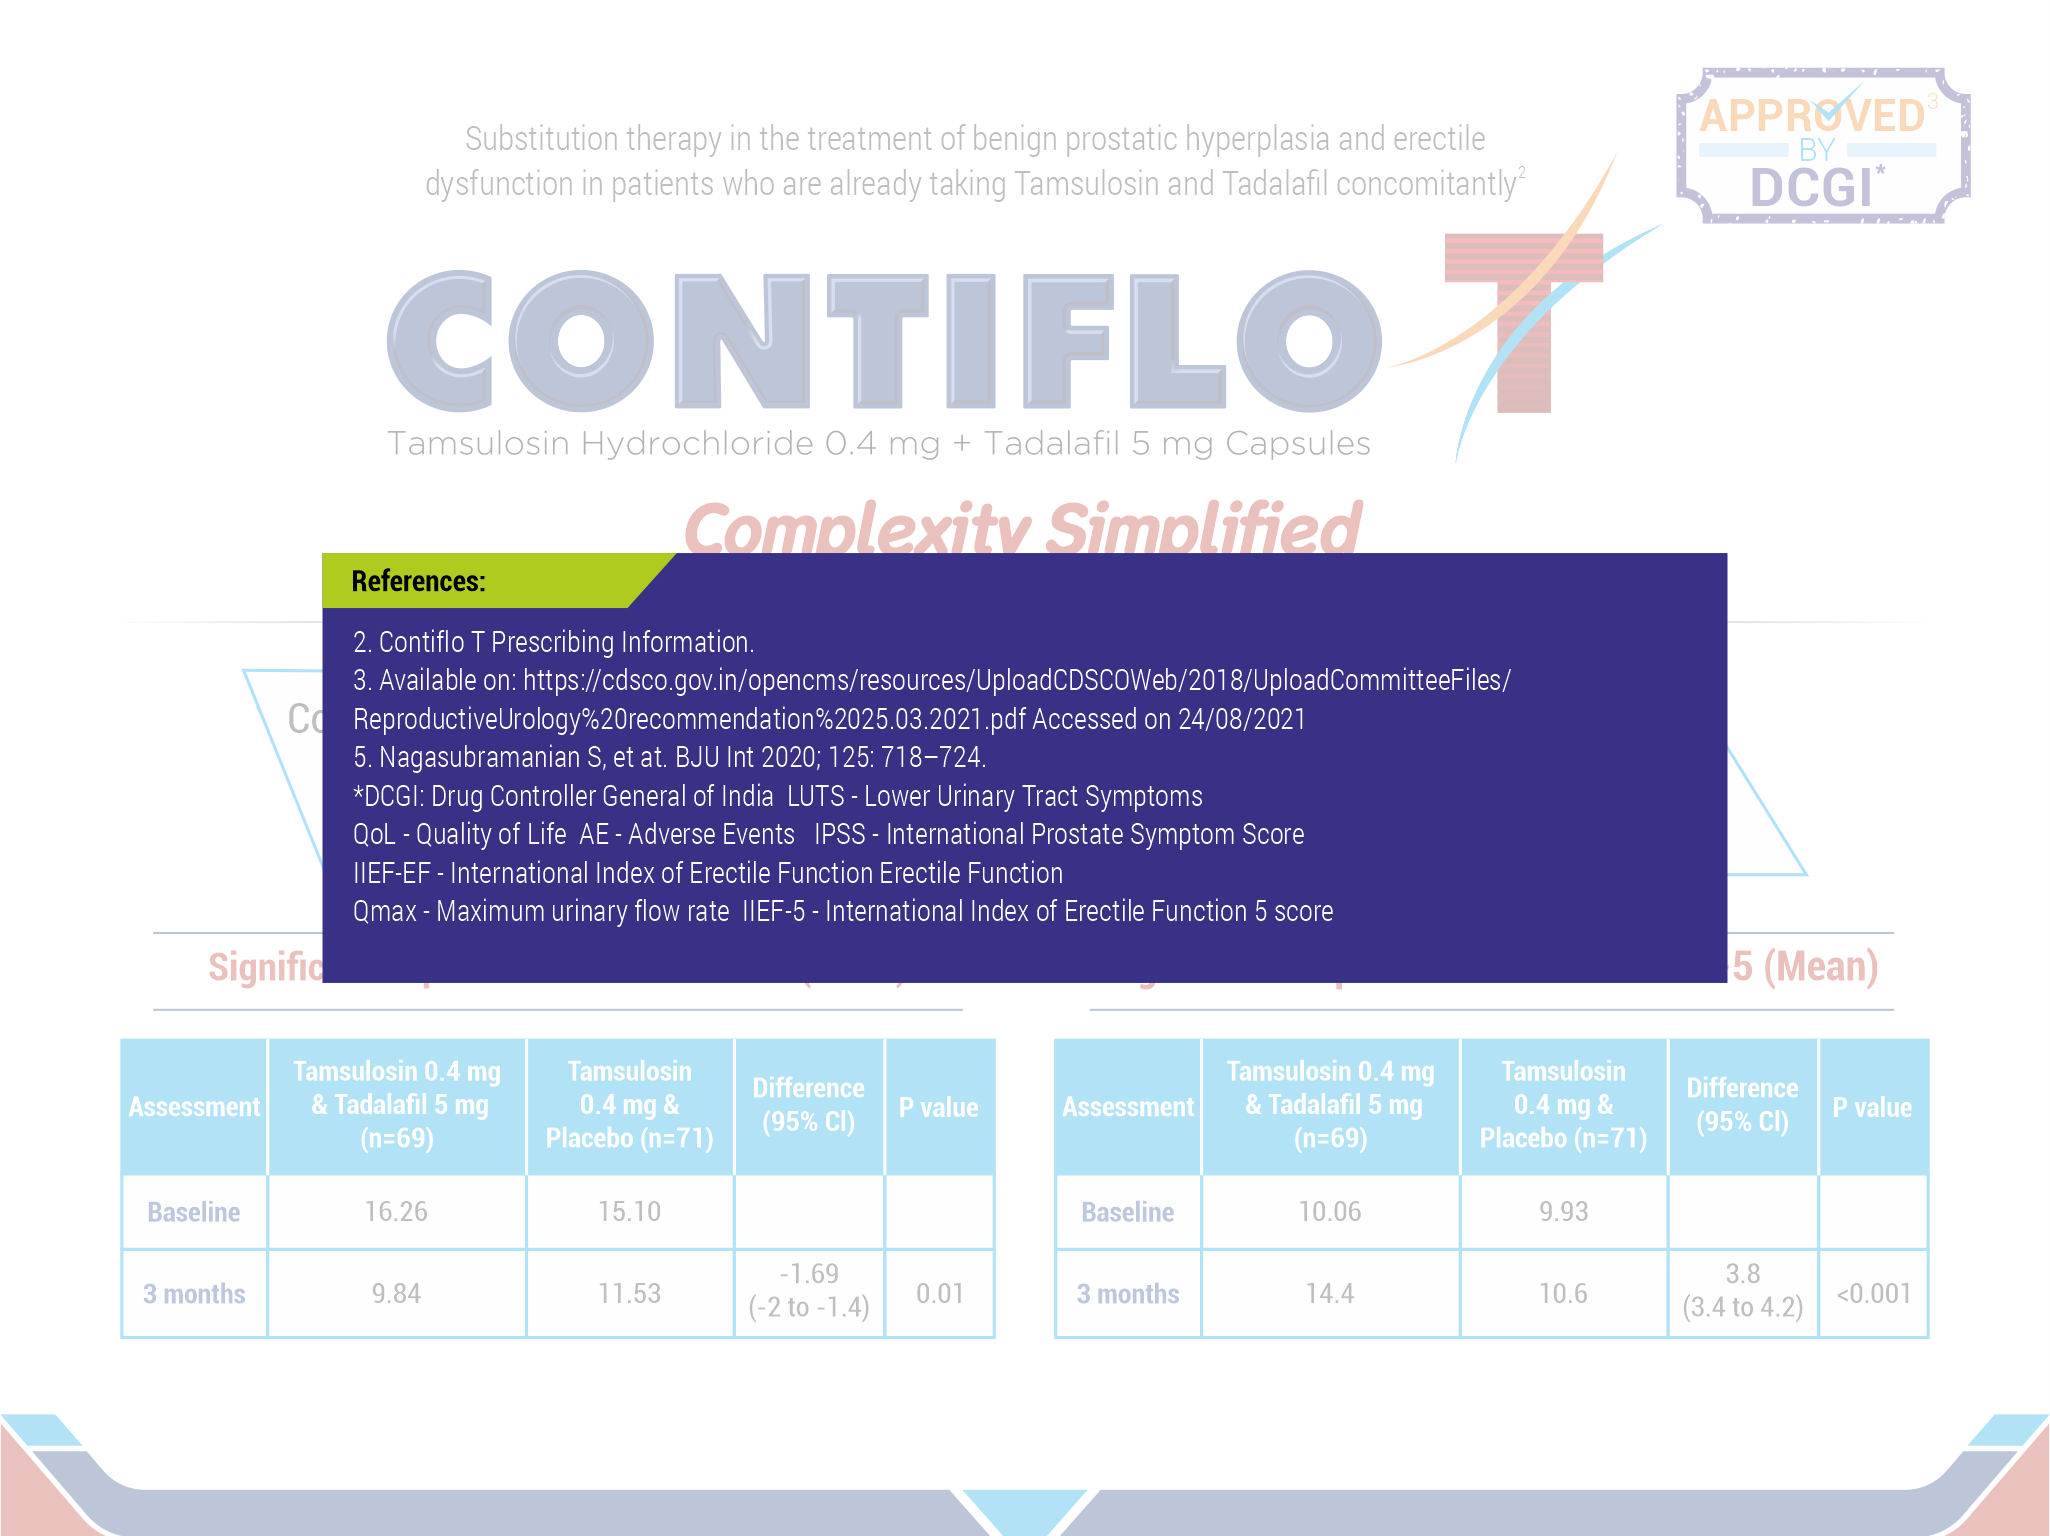 APPROVED³
BY
DCGI*
Substitution therapy in the treatment of benign prostatic hyperplasia and erectile
dysfunction in patients who are already taking Tamsulosin and Tadalafil concomitantly²
CONTIFLO T
Tamsulosin Hydrochloride 0.4 mg + Tadalafil 5 mg Capsules
Complexity Simplified
References:
2. Contiflo T Prescribing Information.
3. Available on: https://cdsco.gov.in/opencms/resources/UploadCDSCOWeb/2018/UploadCommitteeFiles/
ReproductiveUrology%20recommendation%2025.03.2021.pdf Accessed on 24/08/2021
5. Nagasubramanian S, et at. BJU Int 2020; 125: 718–724.
*DCGI: Drug Controller General of India LUTS - Lower Urinary Tract Symptoms
QoL - Quality of Life AE - Adverse Events IPSS - International Prostate Symptom Score
IIEF-EF - International Index of Erectile Function Erectile Function
Qmax - Maximum urinary flow rate IIEF-5 - International Index of Erectile Function 5 score
5 (Mean)
Assessment
Tamsulosin 0.4 mg
& Tadalafil 5 mg
(n=69)
Tamsulosin
0.4 mg &
Placebo (n=71)
Difference
(95% Cl)
P value
Baseline 16.26 15.10
3 months 9.84 11.53 -1.69
(-2 to -1.4) 0.01
Assessment
Tamsulosin 0.4 mg
& Tadalafil 5 mg
(n=69)
Tamsulosin
0.4 mg &
Placebo (n=71)
Difference
(95% Cl)
P value
Baseline 10.06 9.93
3 months 14.4 10.6 3.8
(3.4 to 4.2) <0.001